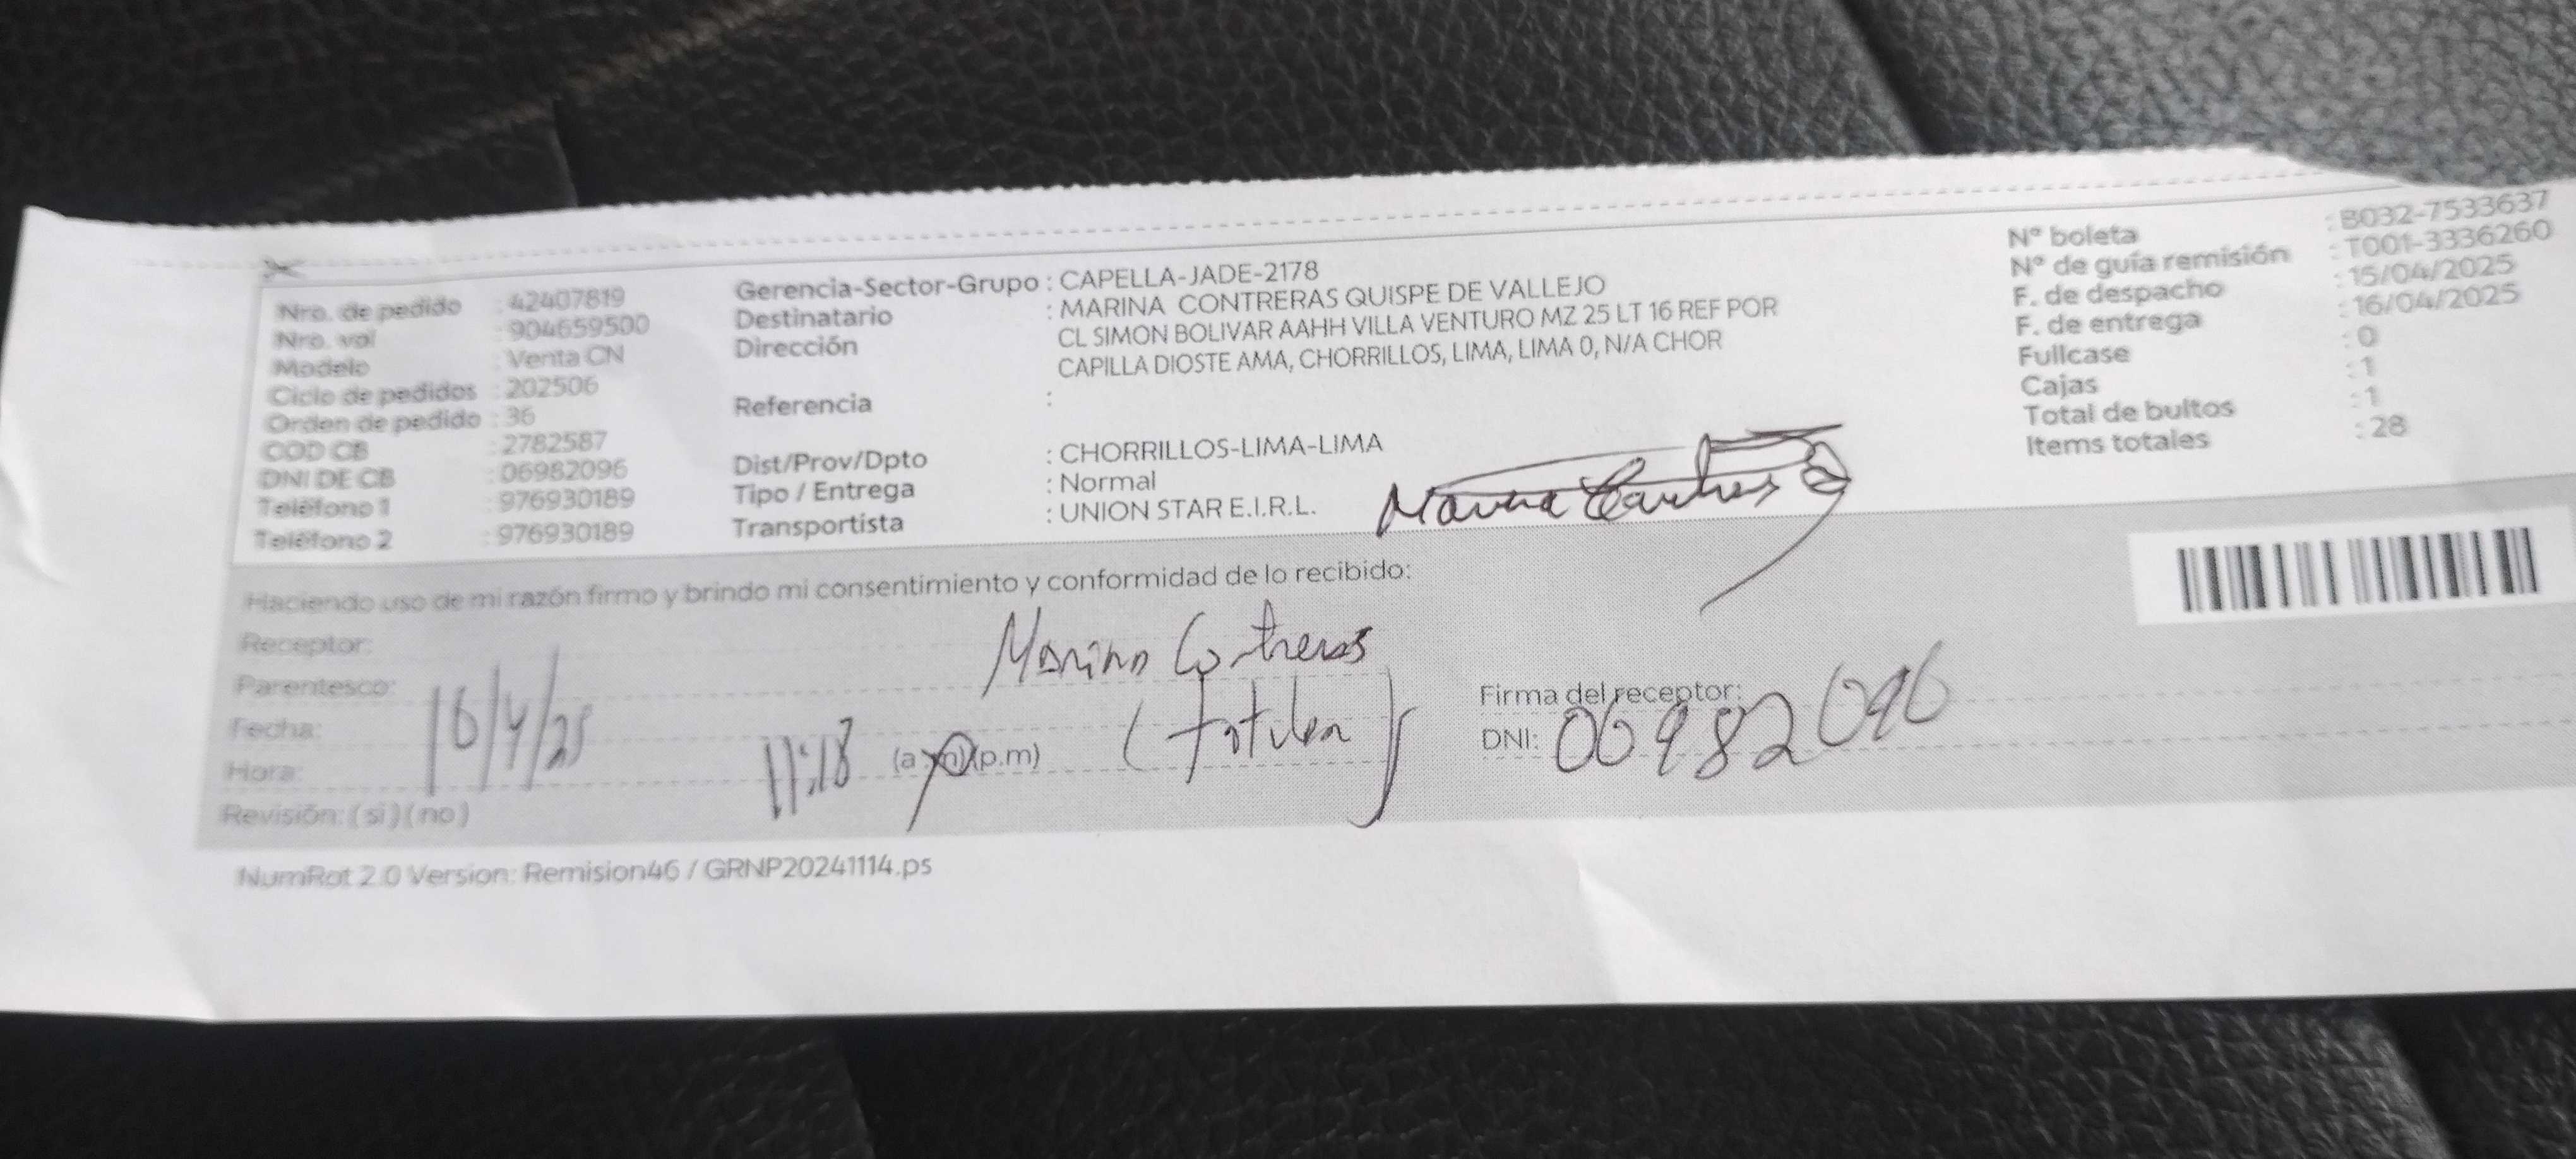 Nro. de pedido : 42407819
Nro. vol : 904659500
Modelo : Venta CN
Ciclo de pedidos : 202506
Orden de pedido : 36
COD CB : 2782587
DNI DE CB : 06982096
Teléfono 1 : 976930189
Teléfono 2 : 976930189
Gerencia-Sector-Grupo : CAPELLA-JADE-2178
Destinatario : MARINA CONTRERAS QUISPE DE VALLEJO
Dirección : CL SIMON BOLIVAR AAHH VILLA VENTURO MZ 25 LT 16 REF POR
CAPILLA DIOSTE AMA, CHORRILLOS, LIMA, LIMA 0, N/A CHOR
Referencia :
Dist/Prov/Dpto : CHORRILLOS-LIMA-LIMA
Tipo / Entrega : Normal
Transportista : UNION STAR E.I.R.L.
Nº boleta : B032-7533637
Nº de guía remisión : T001-3336260
F. de despacho : 15/04/2025
F. de entrega : 16/04/2025
Fullcase : 0
Cajas : 1
Total de bultos : 1
Items totales : 28
Haciendo uso de mi razón firmo y brindo mi consentimiento y conformidad de lo recibido:
Receptor: Marina Contreras
Parentesco: (titular)
Fecha: 16/4/25
Hora: 11:18 (a.m)(p.m)
Revisión: (si) (no)
Firma del receptor:
DNI: 06982096
NumRot 2.0 Version: Remision46 / GRNP20241114.ps